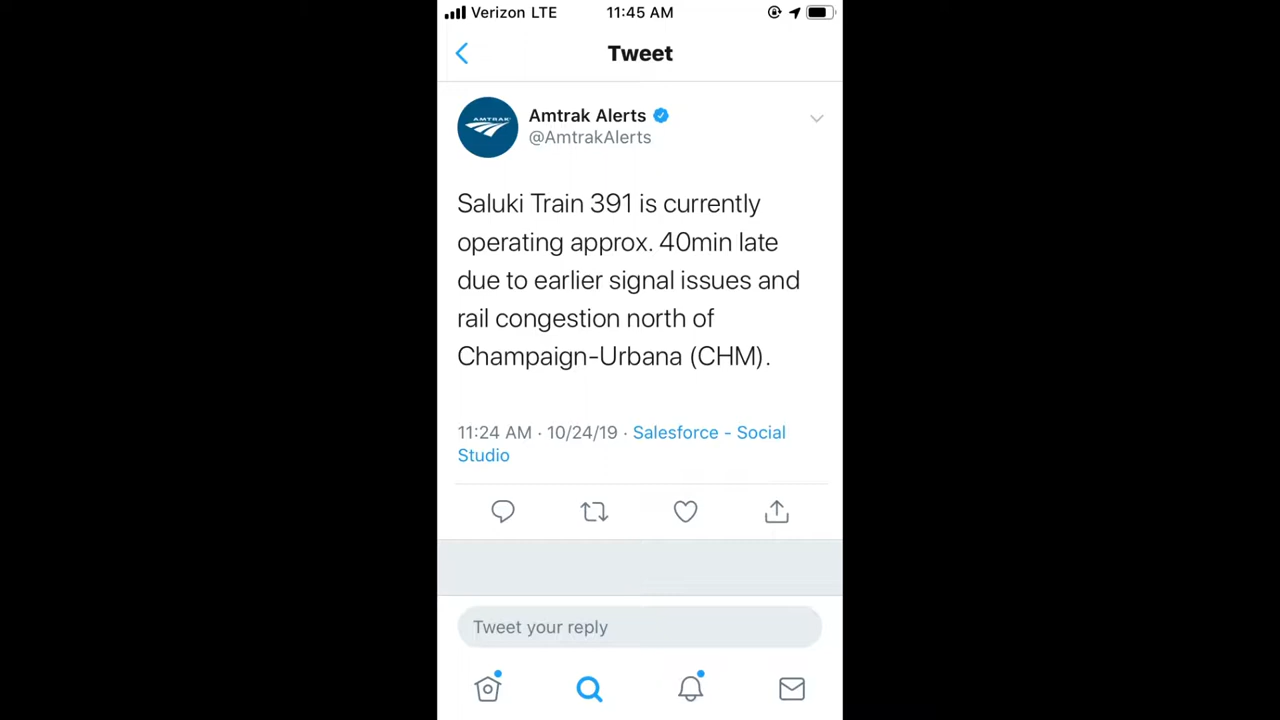 Verizon LTE 11:45 AM
Tweet
AMTRAK
Amtrak Alerts
@AmtrakAlerts
Saluki Train 391 is currently
operating approx. 40min late
due to earlier signal issues and
rail congestion north of
Champaign-Urbana (CHM).
11:24 AM · 10/24/19 · Salesforce - Social
Studio
Tweet your reply